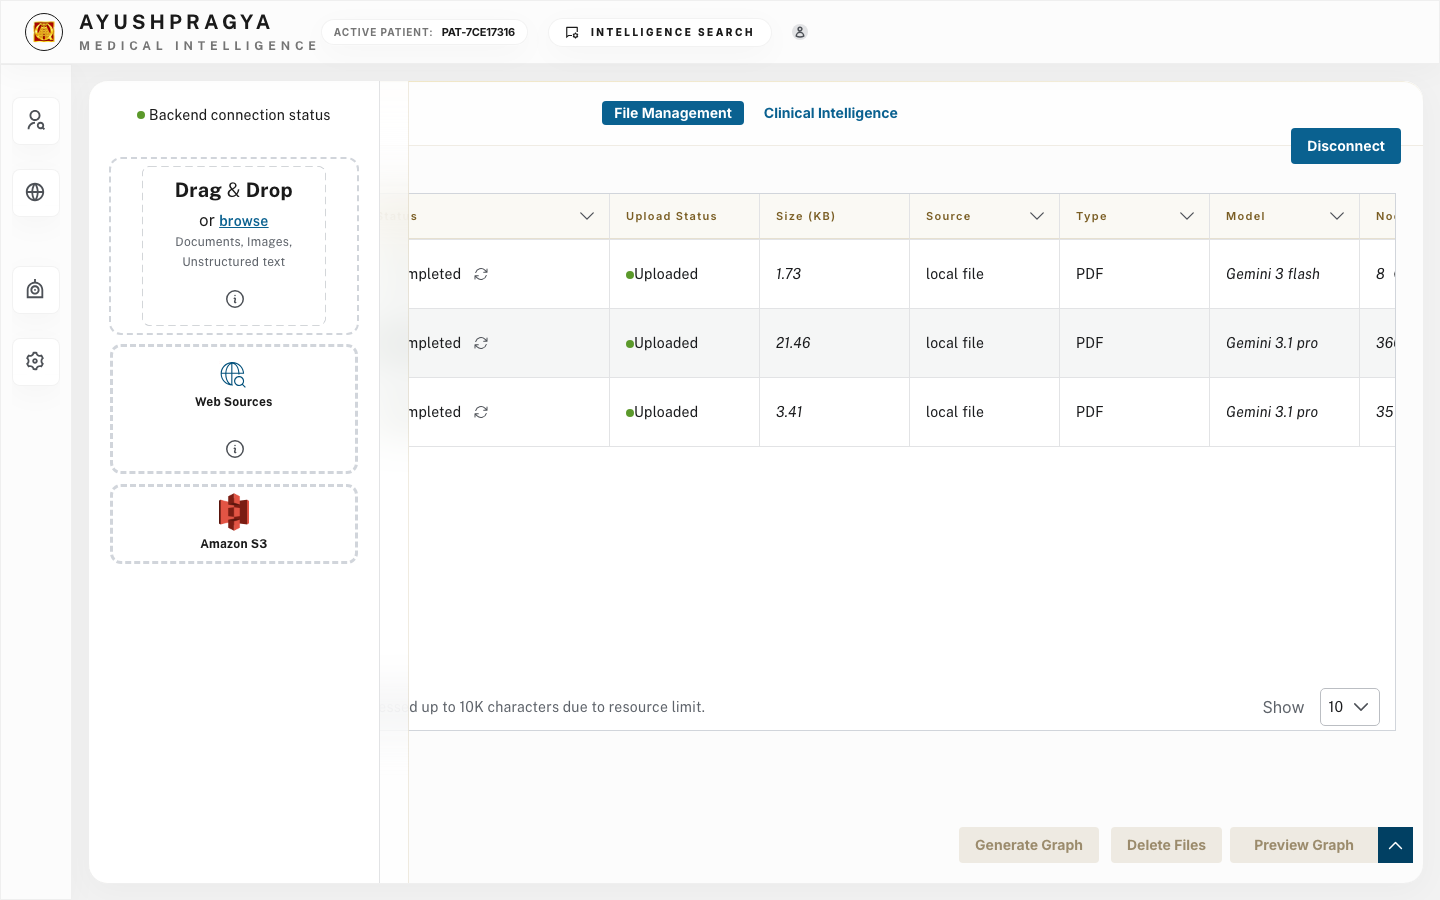 AYUSHPRAGYA
MEDICAL INTELLIGENCE
ACTIVE PATIENT: PAT-7CE17316
INTELLIGENCE SEARCH
Backend connection status
File Management
Clinical Intelligence
Disconnect
Drag & Drop
or browse
Documents, Images,
Unstructured text
Web Sources
Amazon S3
Upload Status
Size (KB)
Source
Type
Model
mpleted
Uploaded
1.73
local file
PDF
Gemini 3 flash
8
mpleted
Uploaded
21.46
local file
PDF
Gemini 3.1 pro
mpleted
Uploaded
3.41
local file
PDF
Gemini 3.1 pro
35
d up to 10K characters due to resource limit.
Show
10
Generate Graph
Delete Files
Preview Graph